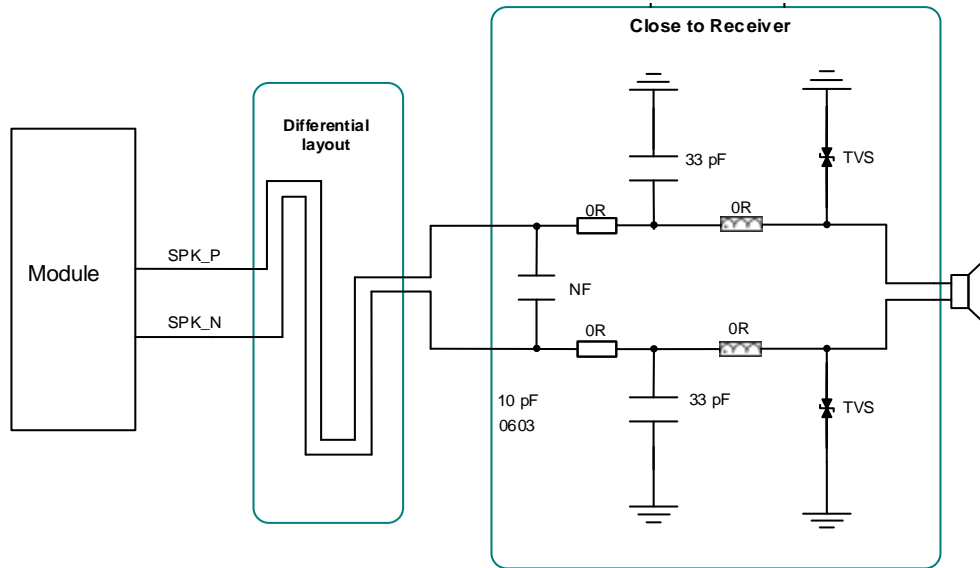 Close to Receiver
Differential
layout
33 pF
TVS
0R
0R
SPK_P
Module
NF
SPK_N
0R
0R
10 pF
0603
33 pF
TVS